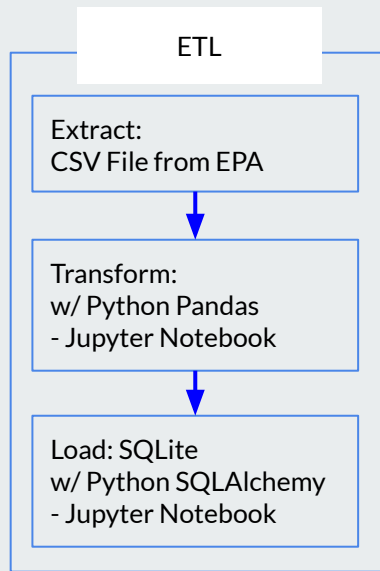 ETL
Extract:
CSV File from EPA
Transform:
w/ Python Pandas
- Jupyter Notebook
Load: SQLite
w/ Python SQLAlchemy
- Jupyter Notebook